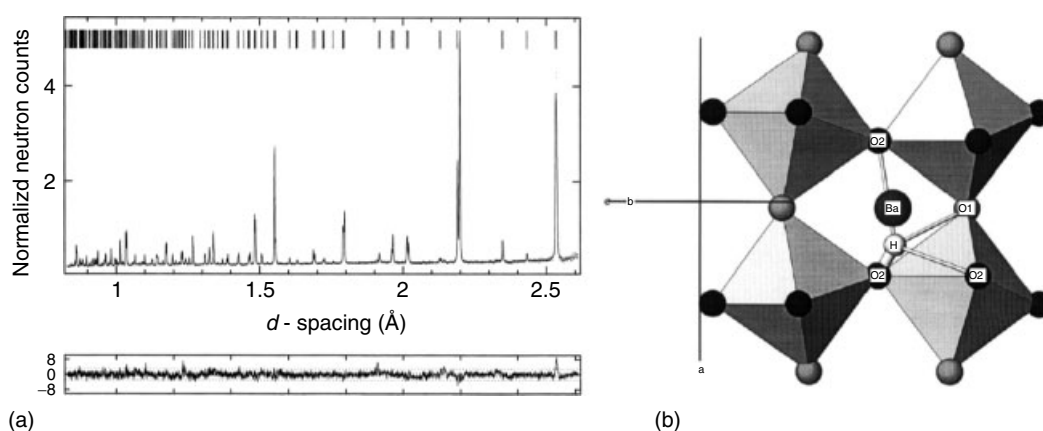 4
2
Normalizd neutron counts
1
1.5
2
2.5
d - spacing (Å)
8
0
−8
(a)
O2
b
Ba
O1
H
O2
O2
a
(b)